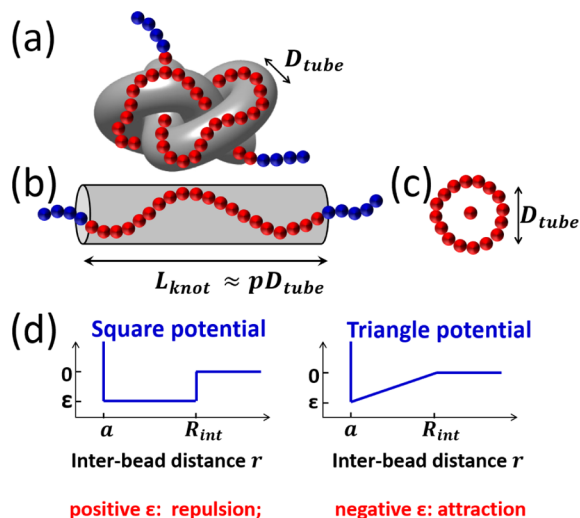 (a)
D_tube
(b)
(c)
D_tube
L_knot ≈ pD_tube
(d)
Square potential
Triangle potential
0
ε
a
R_int
0
ε
a
R_int
Inter-bead distance r
Inter-bead distance r
positive ε: repulsion;
negative ε: attraction